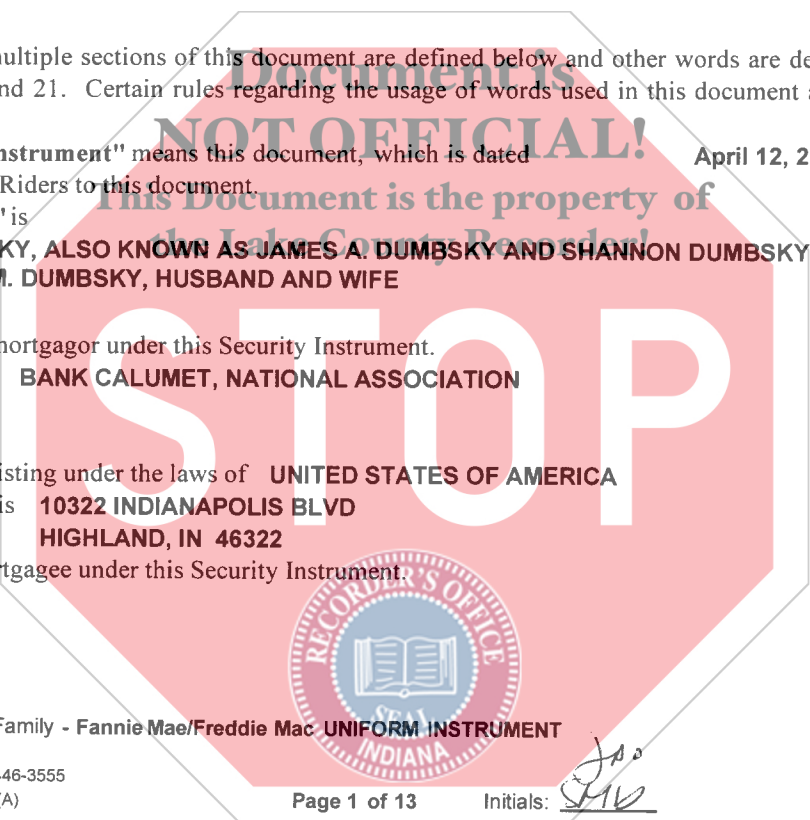 Document is
multiple sections of this document are defined below and other words are de
nd 21. Certain rules regarding the usage of words used in this document a
NOT OFFICIAL!
nstrument" means this document, which is dated April 12, 2
Riders to this document.
This Document is the property of
" is
the Lake County Recorder!
KY, ALSO KNOWN AS JAMES A. DUMBSKY AND SHANNON DUMBSKY
M. DUMBSKY, HUSBAND AND WIFE
STOP
mortgagor under this Security Instrument.
BANK CALUMET, NATIONAL ASSOCIATION
isting under the laws of UNITED STATES OF AMERICA
is 10322 INDIANAPOLIS BLVD
HIGHLAND, IN 46322
rtgagee under this Security Instrument.
RECORDER'S OFFICE
SEAL
INDIANA
Family - Fannie Mae/Freddie Mac UNIFORM INSTRUMENT
46-3555
(A) Page 1 of 13 Initials: SMD